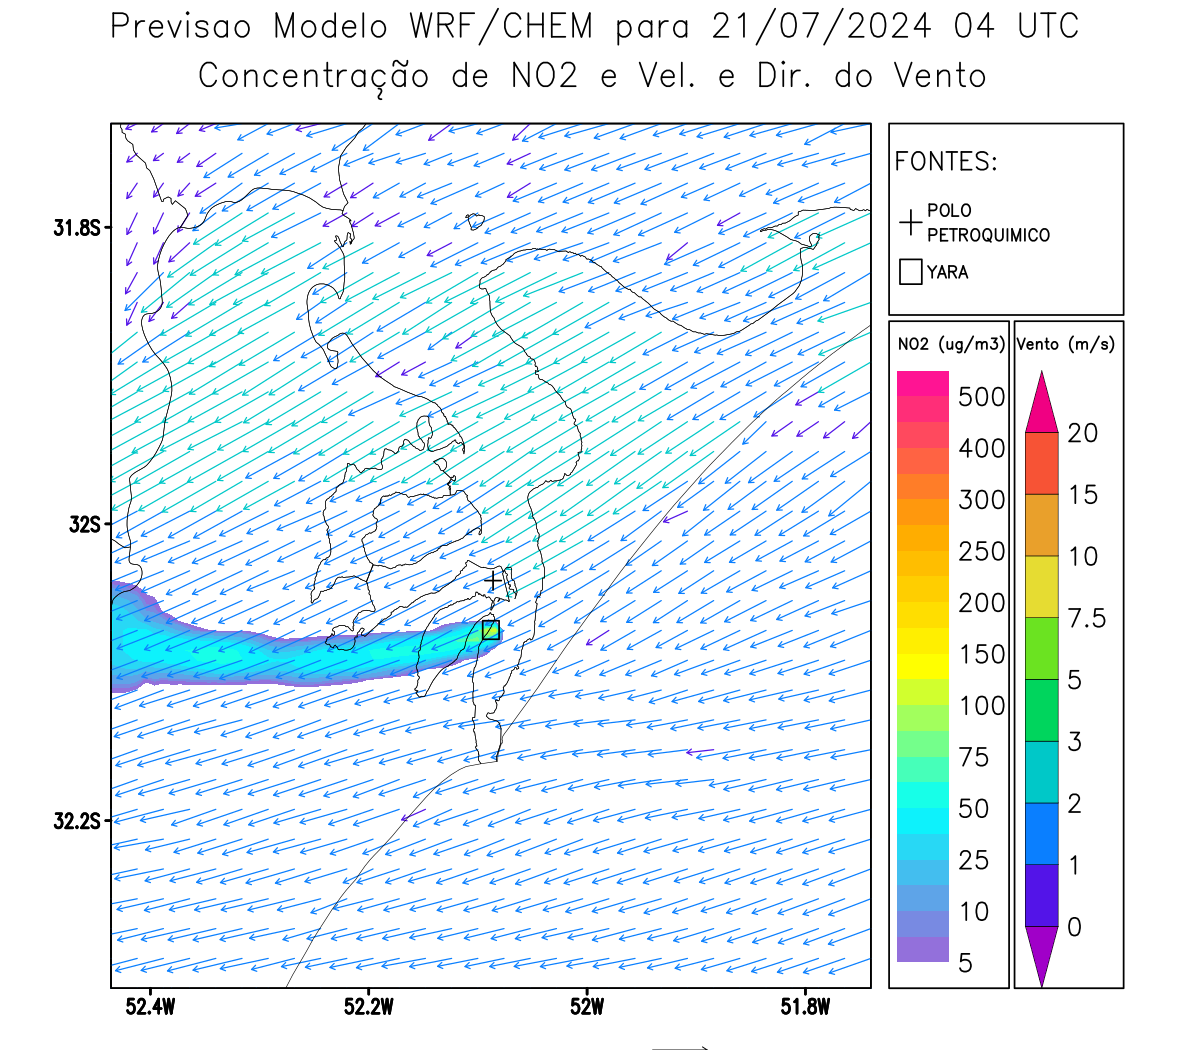 Previsao Modelo WRF/CHEM para 21/07/2024 04 UTC
Concentração de NO2 e Vel. e Dir. do Vento
FONTES:
POLO
PETROQUIMICO
YARA
NO2 (ug/m3)
500
400
300
250
200
150
100
75
50
25
10
5
Vento (m/s)
20
15
10
7.5
5
3
2
1
0
31.8S
32S
32.2S
52.4W
52.2W
52W
51.8W